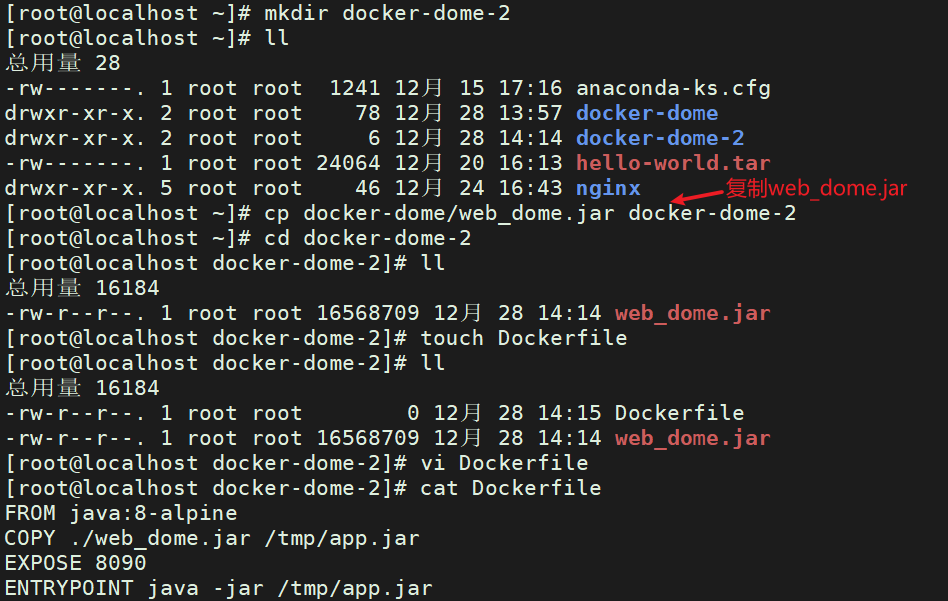 [root@localhost ~]# mkdir docker-dome-2
[root@localhost ~]# ll
总用量 28
-rw-------. 1 root root  1241 12月 15 17:16 anaconda-ks.cfg
drwxr-xr-x. 2 root root    78 12月 28 13:57 docker-dome
drwxr-xr-x. 2 root root     6 12月 28 14:14 docker-dome-2
-rw-------. 1 root root 24064 12月 20 16:13 hello-world.tar
drwxr-xr-x. 5 root root    46 12月 24 16:43 nginx
复制web_dome.jar
[root@localhost ~]# cp docker-dome/web_dome.jar docker-dome-2
[root@localhost ~]# cd docker-dome-2
[root@localhost docker-dome-2]# ll
总用量 16184
-rw-r--r--. 1 root root 16568709 12月 28 14:14 web_dome.jar
[root@localhost docker-dome-2]# touch Dockerfile
[root@localhost docker-dome-2]# ll
总用量 16184
-rw-r--r--. 1 root root        0 12月 28 14:15 Dockerfile
-rw-r--r--. 1 root root 16568709 12月 28 14:14 web_dome.jar
[root@localhost docker-dome-2]# vi Dockerfile
[root@localhost docker-dome-2]# cat Dockerfile
FROM java:8-alpine
COPY ./web_dome.jar /tmp/app.jar
EXPOSE 8090
ENTRYPOINT java -jar /tmp/app.jar